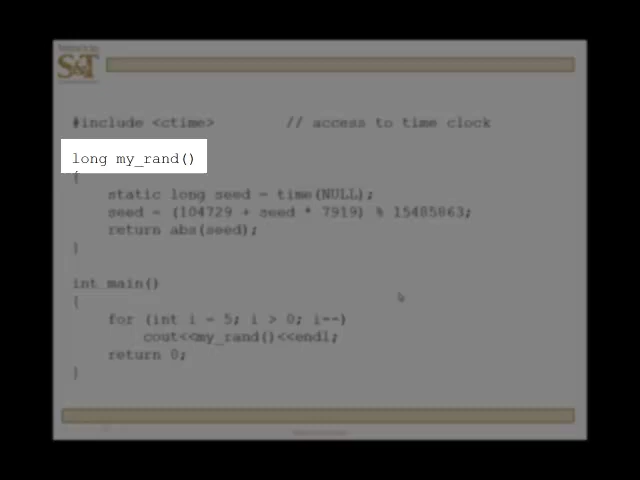 S&T
#include <ctime> // access to time clock
long my_rand()
{
static long seed = time(NULL);
seed = (104729 + seed * 7919) % 15485863;
return abs(seed);
}
int main()
{
for (int i = 5; i > 0; i--)
cout<<my_rand()<<endl;
return 0;
}